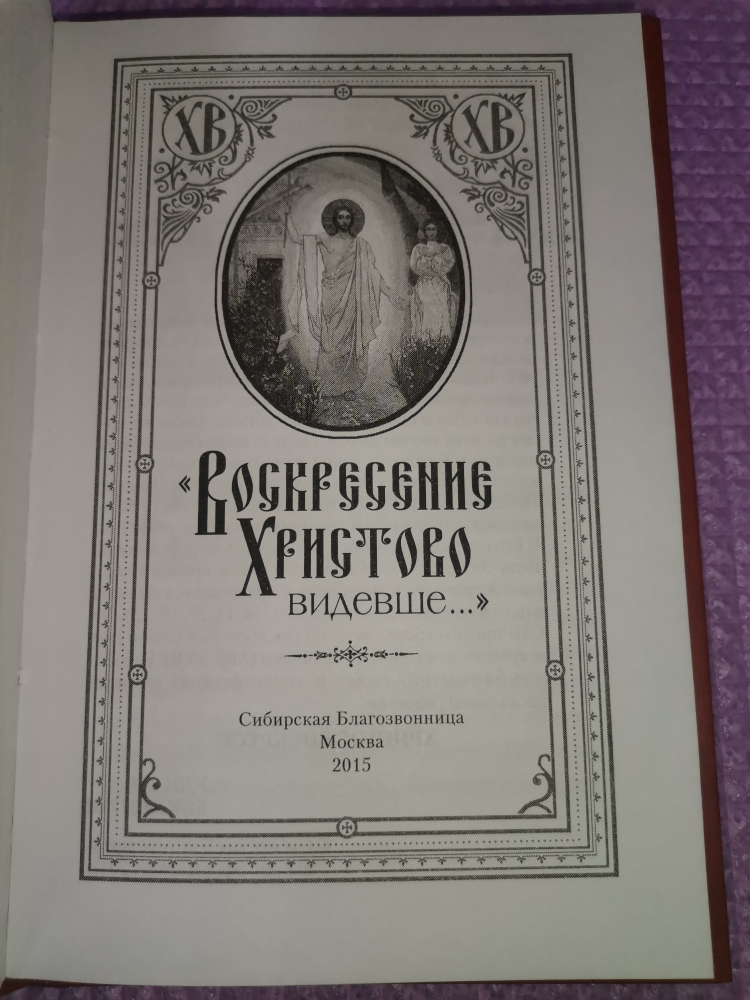 ХВ ХВ
«Воскресение
Христово
видевше...»
Сибирская Благозвонница
Москва
2015